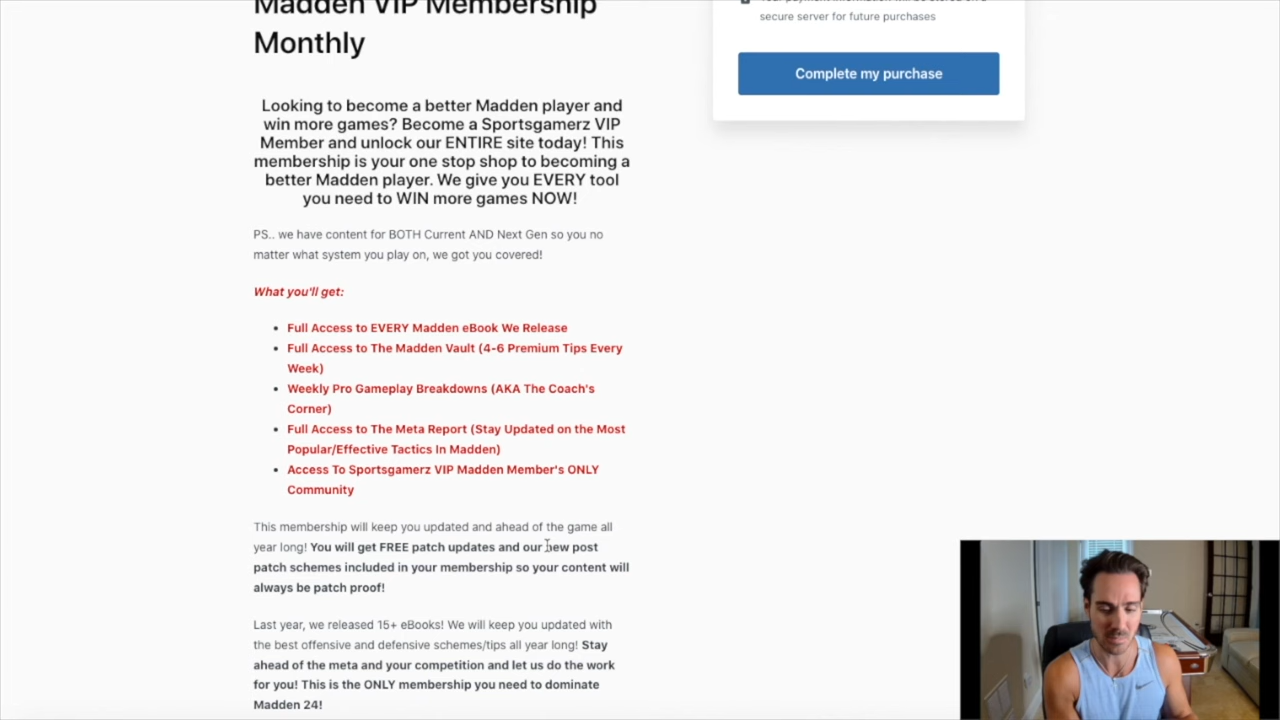 Madden VIP Membership
Monthly
Looking to become a better Madden player and
win more games? Become a Sportsgamerz VIP
Member and unlock our ENTIRE site today! This
membership is your one stop shop to becoming a
better Madden player. We give you EVERY tool
you need to WIN more games NOW!
PS.. we have content for BOTH Current AND Next Gen so you no
matter what system you play on, we got you covered!
What you'll get:
• Full Access to EVERY Madden eBook We Release
• Full Access to The Madden Vault (4-6 Premium Tips Every
Week)
• Weekly Pro Gameplay Breakdowns (AKA The Coach's
Corner)
• Full Access to The Meta Report (Stay Updated on the Most
Popular/Effective Tactics In Madden)
• Access To Sportsgamerz VIP Madden Member's ONLY
Community
This membership will keep you updated and ahead of the game all
year long! You will get FREE patch updates and our new post
patch schemes included in your membership so your content will
always be patch proof!
Last year, we released 15+ eBooks! We will keep you updated with
the best offensive and defensive schemes/tips all year long! Stay
ahead of the meta and your competition and let us do the work
for you! This is the ONLY membership you need to dominate
Madden 24!
Your payment information will be stored on a
secure server for future purchases
Complete my purchase